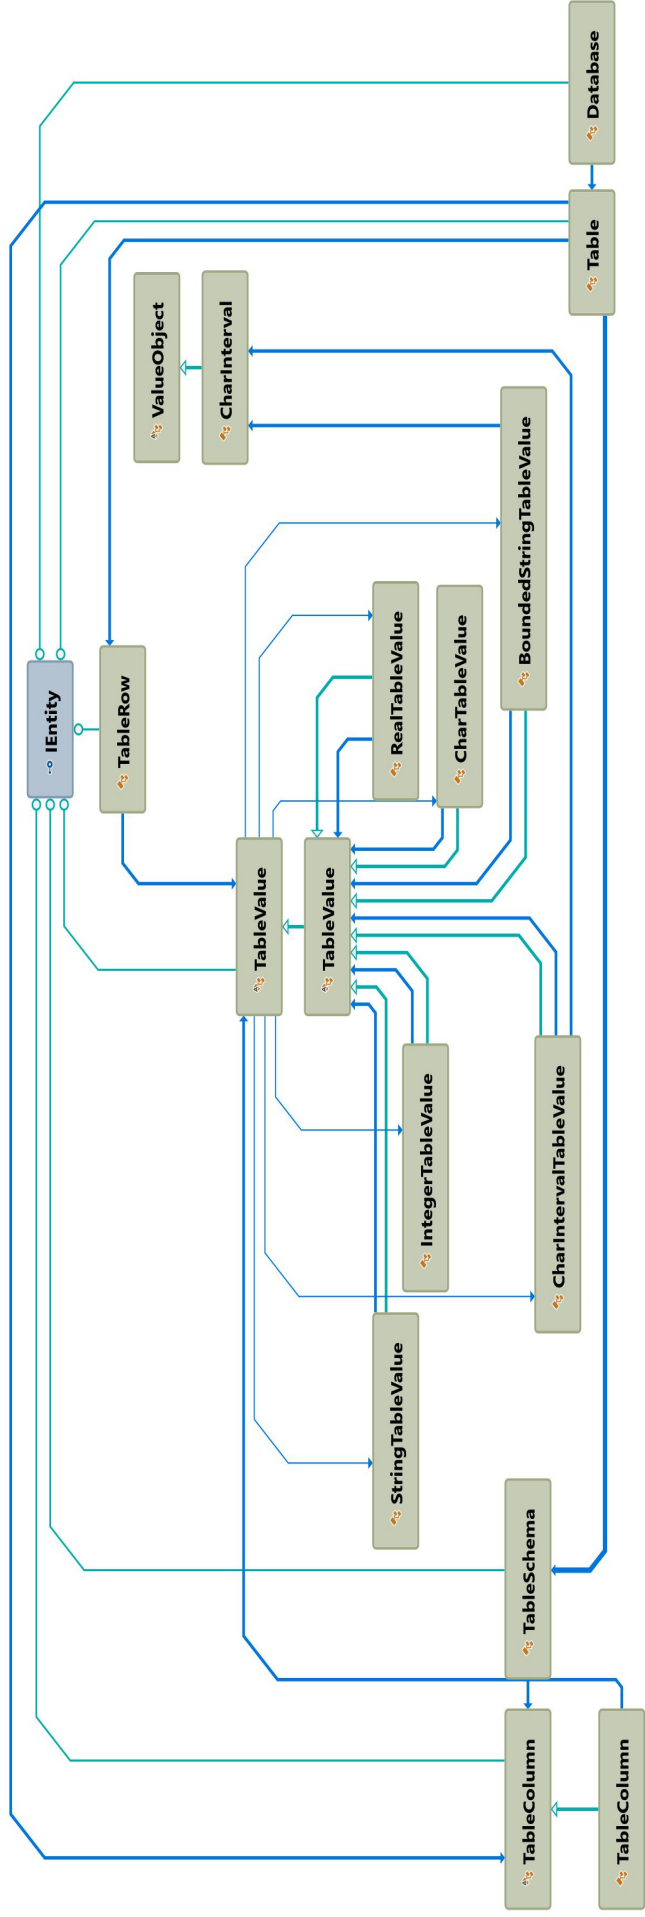 Database
Table
ValueObject
CharInterval
BoundedStringTableValue
RealTableValue
CharTableValue
IEntity
TableRow
TableValue
TableValue
IntegerTableValue
CharIntervalTableValue
StringTableValue
TableSchema
TableColumn
TableColumn